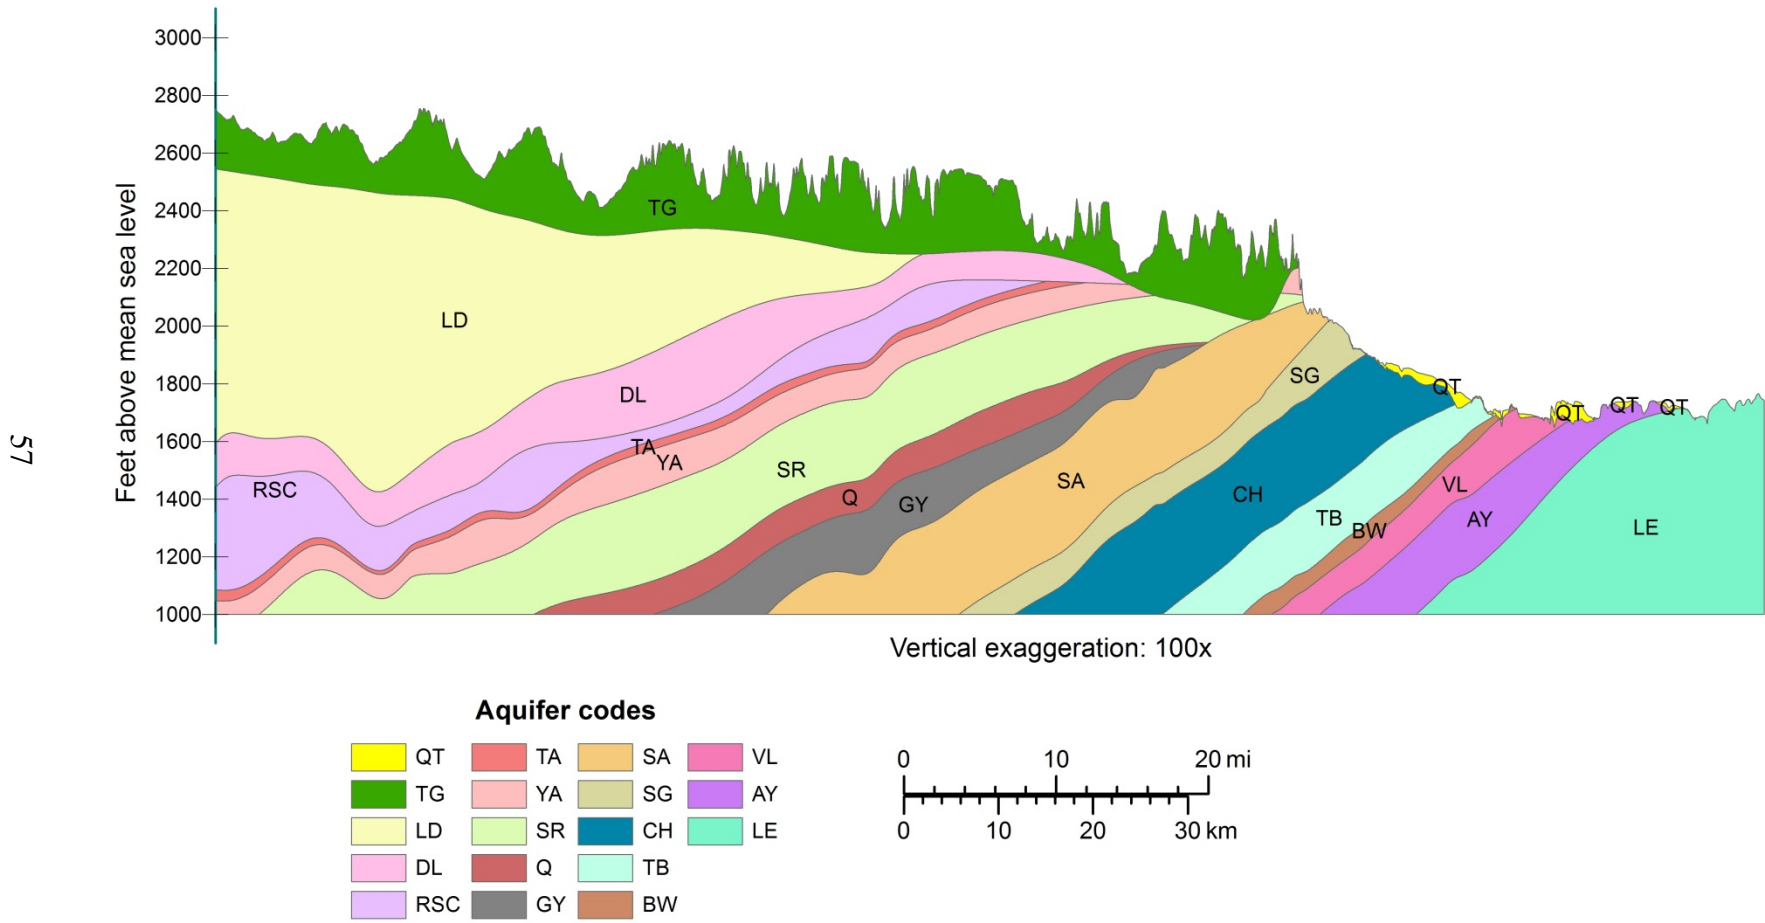 3000
2800
2600
2400
2200
2000
1800
1600
1400
1200
1000
Feet above mean sea level
57
TG
LD
DL
RSC
TA
YA
SR
Q
GY
SA
SG
CH
TB
BW
VL
AY
LE
QT
QT
QT
QT
Vertical exaggeration: 100x
Aquifer codes
QT TA SA VL
TG YA SG AY
LD SR CH LE
DL Q TB
RSC GY BW
0 10 20 mi
0 10 20 30 km